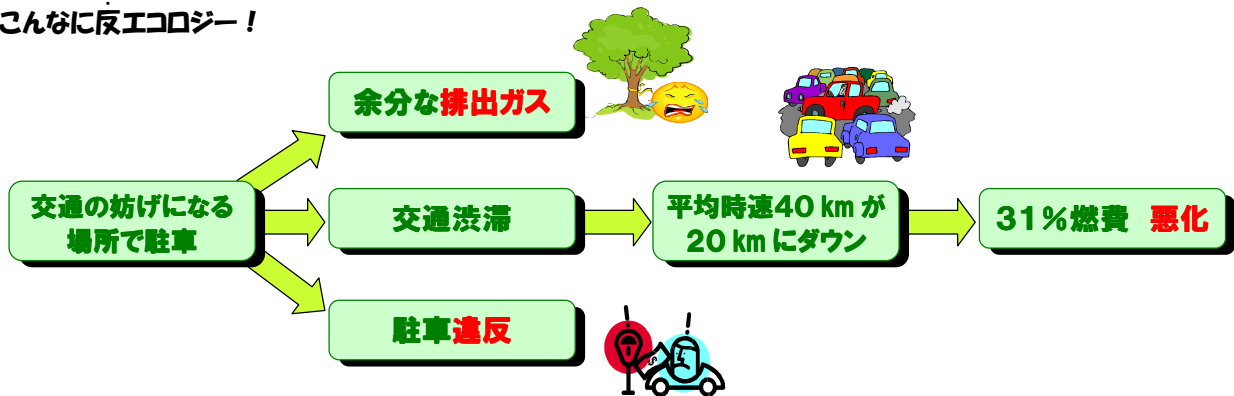 こんなに反エコロジー！
余分な排出ガス
交通の妨げになる
場所で駐車
交通渋滞
平均時速40 km が
20 km にダウン
31％燃費　悪化
駐車違反